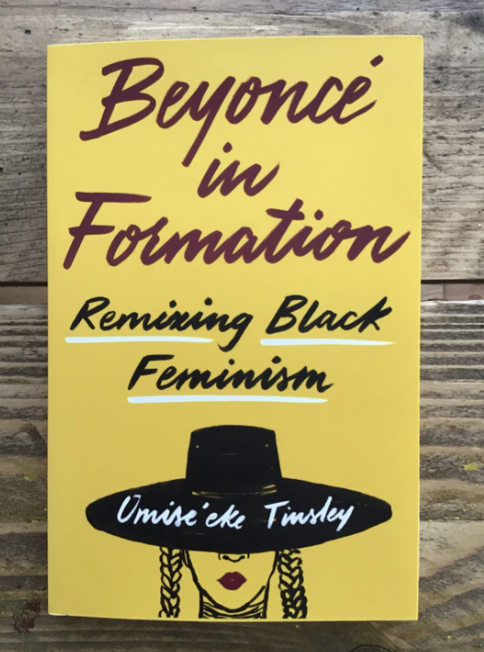 Beyoncé
in
Formation
Remixing Black
Feminism
Omise'eke Tinsley